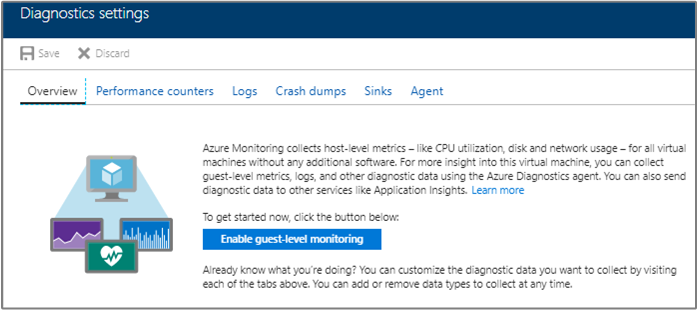 Diagnostics settings
Save Discard
Overview Performance counters Logs Crash dumps Sinks Agent
Azure Monitoring collects host-level metrics – like CPU utilization, disk and network usage – for all virtual
machines without any additional software. For more insight into this virtual machine, you can collect
guest-level metrics, logs, and other diagnostic data using the Azure Diagnostics agent. You can also send
diagnostic data to other services like Application Insights. Learn more
To get started now, click the button below:
Enable guest-level monitoring
Already know what you're doing? You can customize the diagnostic data you want to collect by visiting
each of the tabs above. You can add or remove data types to collect at any time.